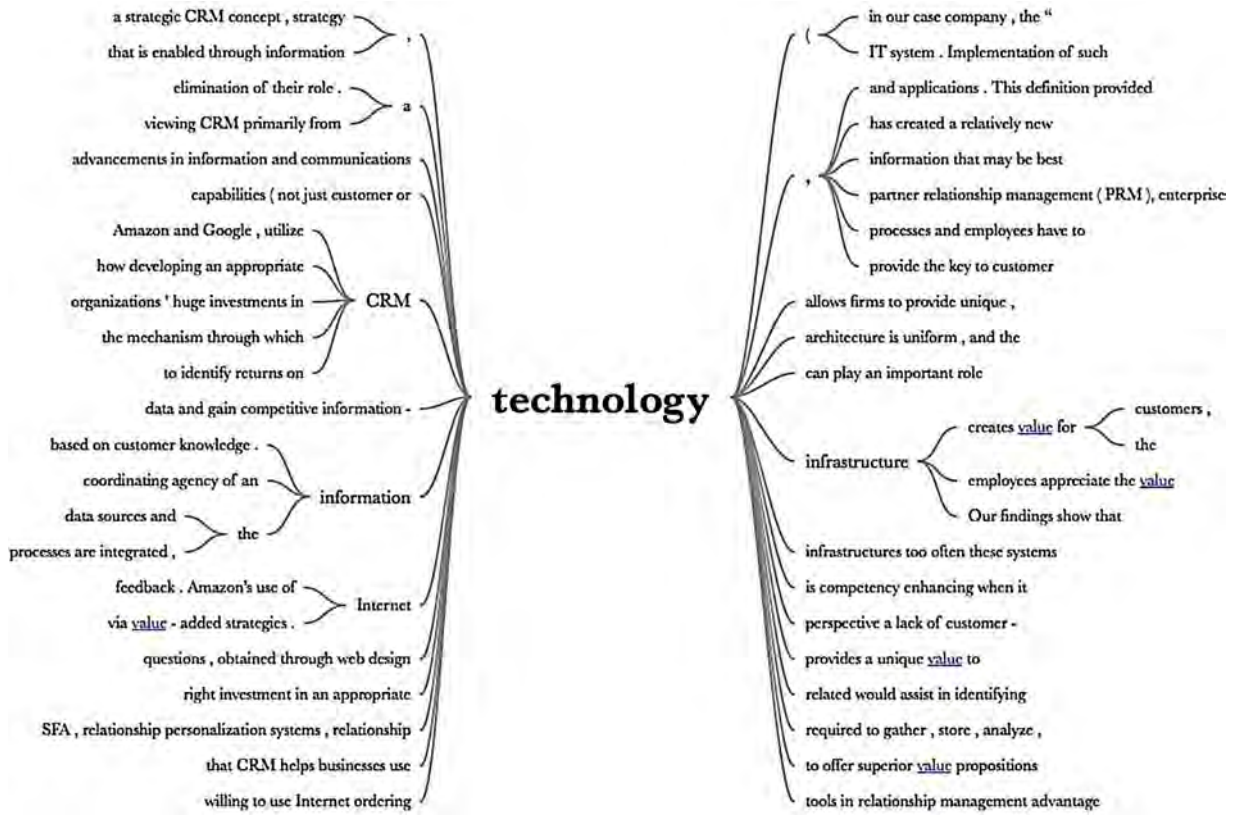 a strategic CRM concept , strategy
that is enabled through information
,
elimination of their role .
viewing CRM primarily from
a
advancements in information and communications
capabilities ( not just customer or
Amazon and Google , utilize
how developing an appropriate
organizations ' huge investments in
the mechanism through which
to identify returns on
CRM
data and gain competitive information -
based on customer knowledge .
coordinating agency of an
data sources and
processes are integrated ,
the
information
feedback . Amazon's use of
via value - added strategies .
Internet
questions , obtained through web design
right investment in an appropriate
SFA , relationship personalization systems , relationship
that CRM helps businesses use
willing to use Internet ordering
technology
(
in our case company , the “
IT system . Implementation of such
,
and applications . This definition provided
has created a relatively new
information that may be best
partner relationship management ( PRM ), enterprise
processes and employees have to
provide the key to customer
allows firms to provide unique ,
architecture is uniform , and the
can play an important role
infrastructure
creates value for
customers ,
the
employees appreciate the value
Our findings show that
infrastructures too often these systems
is competency enhancing when it
perspective a lack of customer -
provides a unique value to
related would assist in identifying
required to gather , store , analyze ,
to offer superior value propositions
tools in relationship management advantage